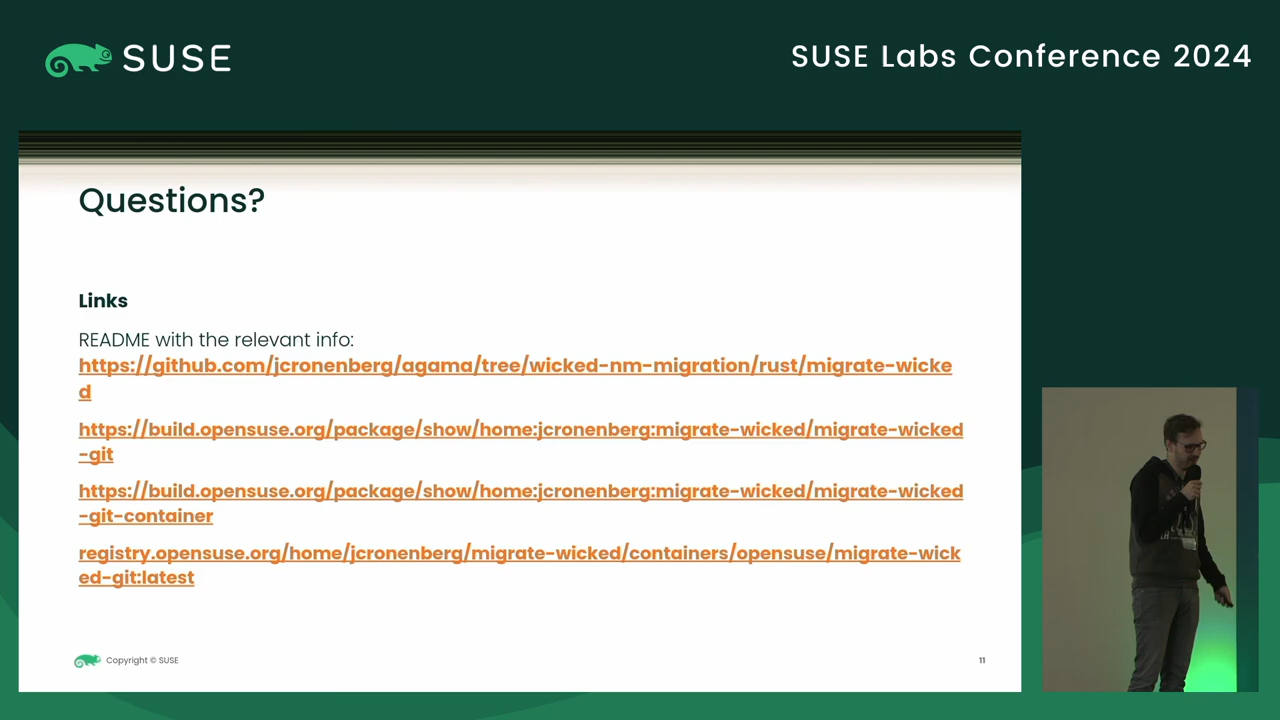 SUSE
SUSE Labs Conference 2024
Questions?
Links
README with the relevant info:
https://github.com/jcronenberg/agama/tree/wicked-nm-migration/rust/migrate-wicke
d
https://build.opensuse.org/package/show/home:jcronenberg:migrate-wicked/migrate-wicked
-git
https://build.opensuse.org/package/show/home:jcronenberg:migrate-wicked/migrate-wicked
-git-container
registry.opensuse.org/home/jcronenberg/migrate-wicked/containers/opensuse/migrate-wick
ed-git:latest
Copyright © SUSE
11